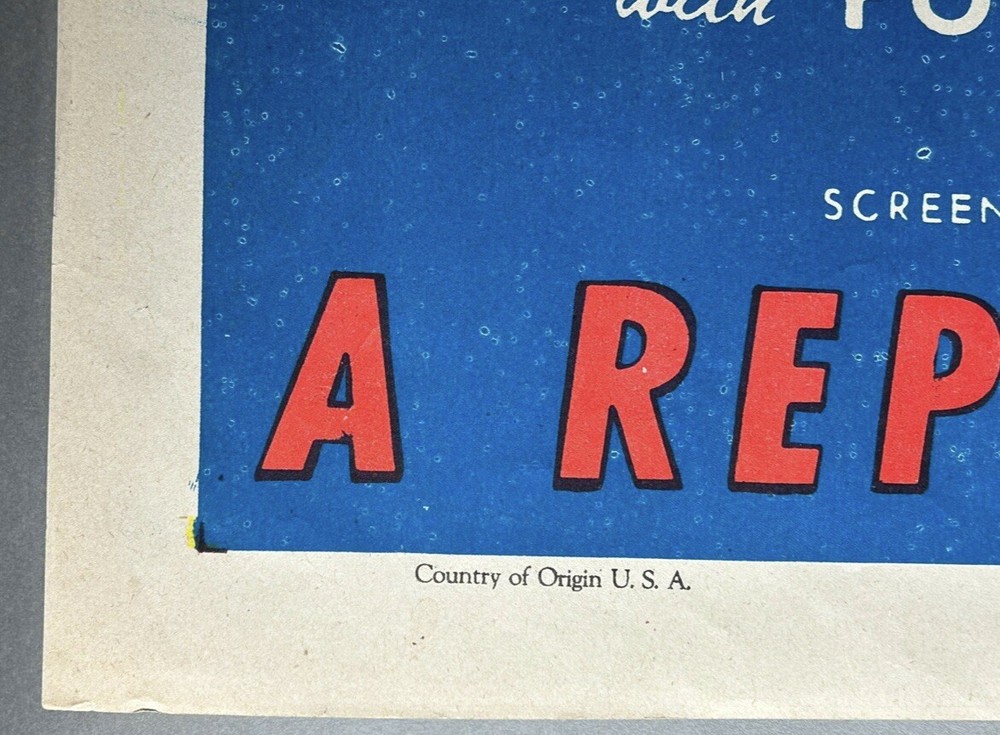 with
SCREEN
A REP
Country of Origin U. S. A.